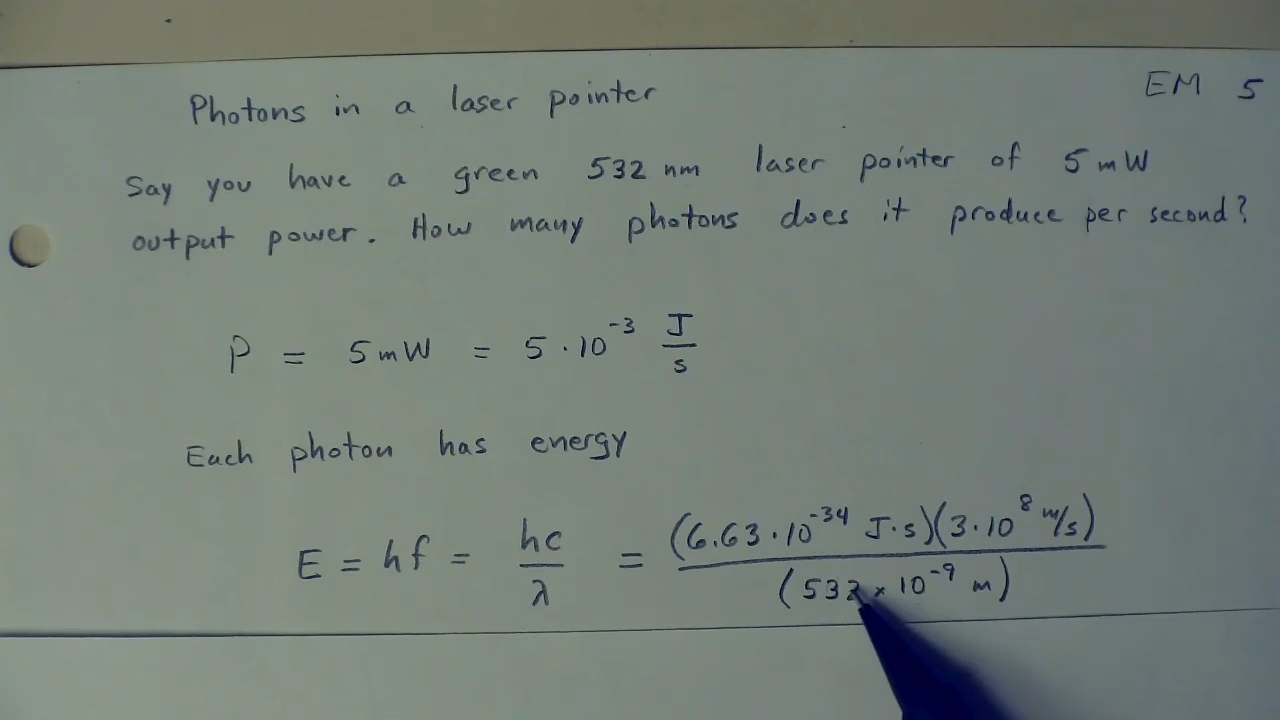 EM 5
Photons in a laser pointer
Say you have a green 532 nm laser pointer of 5 mW
output power. How many photons does it produce per second?
P = 5 mW = 5 · 10⁻³ J/s
Each photon has energy
E = hf = hc/λ = (6.63 · 10⁻³⁴ J·s)(3 · 10⁸ m/s)/(532 × 10⁻⁹ m)